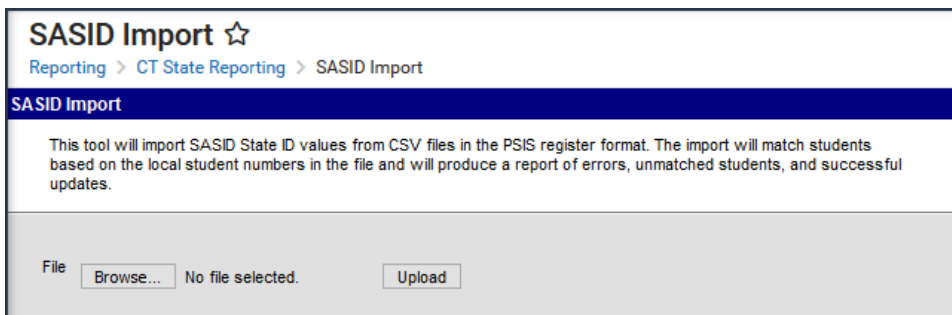 SASID Import ☆
Reporting > CT State Reporting > SASID Import
SASID Import
This tool will import SASID State ID values from CSV files in the PSIS register format. The import will match students
based on the local student numbers in the file and will produce a report of errors, unmatched students, and successful
updates.
File Browse... No file selected. Upload